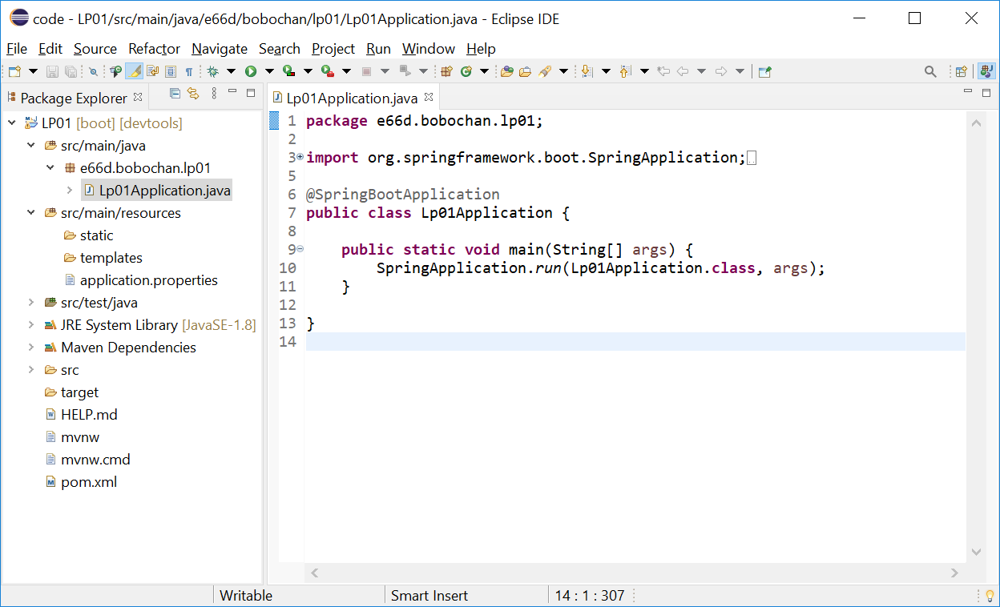 code - LP01/src/main/java/e66d/bobochan/lp01/Lp01Application.java - Eclipse IDE
File Edit Source Refactor Navigate Search Project Run Window Help
Package Explorer
LP01 [boot] [devtools]
src/main/java
e66d.bobochan.lp01
Lp01Application.java
src/main/resources
static
templates
application.properties
src/test/java
JRE System Library [JavaSE-1.8]
Maven Dependencies
src
target
HELP.md
mvnw
mvnw.cmd
pom.xml
Lp01Application.java
1 package e66d.bobochan.lp01;
2
3 import org.springframework.boot.SpringApplication;
5
6 @SpringBootApplication
7 public class Lp01Application {
8
9     public static void main(String[] args) {
10         SpringApplication.run(Lp01Application.class, args);
11     }
12
13 }
14
Writable Smart Insert 14 : 1 : 307